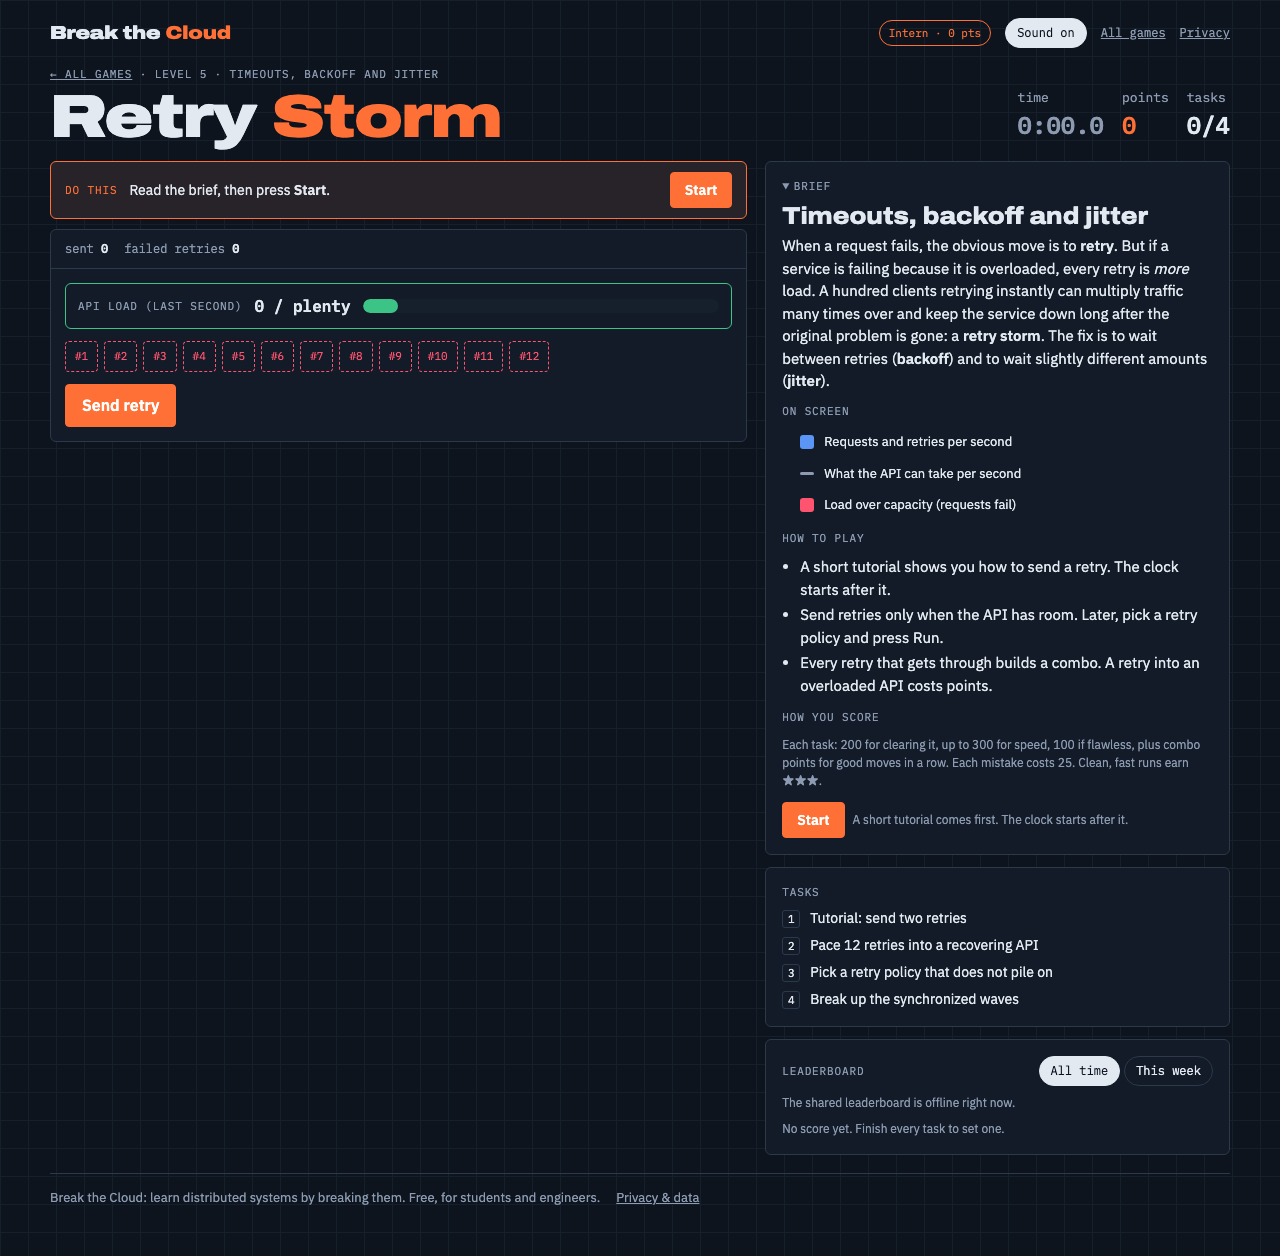 Break the Cloud
Intern · 0 pts
Sound on
All games
Privacy
← ALL GAMES · LEVEL 5 · TIMEOUTS, BACKOFF AND JITTER
Retry Storm
time
0:00.0
points
0
tasks
0/4
DO THIS Read the brief, then press Start.
Start
sent 0 failed retries 0
API LOAD (LAST SECOND) 0 / plenty
#1 #2 #3 #4 #5 #6 #7 #8 #9 #10 #11 #12
Send retry
▼ BRIEF
Timeouts, backoff and jitter
When a request fails, the obvious move is to retry. But if a
service is failing because it is overloaded, every retry is more
load. A hundred clients retrying instantly can multiply traffic
many times over and keep the service down long after the
original problem is gone: a retry storm. The fix is to wait
between retries (backoff) and to wait slightly different amounts
(jitter).
ON SCREEN
Requests and retries per second
What the API can take per second
Load over capacity (requests fail)
HOW TO PLAY
• A short tutorial shows you how to send a retry. The clock
starts after it.
• Send retries only when the API has room. Later, pick a retry
policy and press Run.
• Every retry that gets through builds a combo. A retry into an
overloaded API costs points.
HOW YOU SCORE
Each task: 200 for clearing it, up to 300 for speed, 100 if flawless, plus combo
points for good moves in a row. Each mistake costs 25. Clean, fast runs earn
★★★.
Start
A short tutorial comes first. The clock starts after it.
TASKS
1 Tutorial: send two retries
2 Pace 12 retries into a recovering API
3 Pick a retry policy that does not pile on
4 Break up the synchronized waves
LEADERBOARD
All time
This week
The shared leaderboard is offline right now.
No score yet. Finish every task to set one.
Break the Cloud: learn distributed systems by breaking them. Free, for students and engineers.
Privacy & data